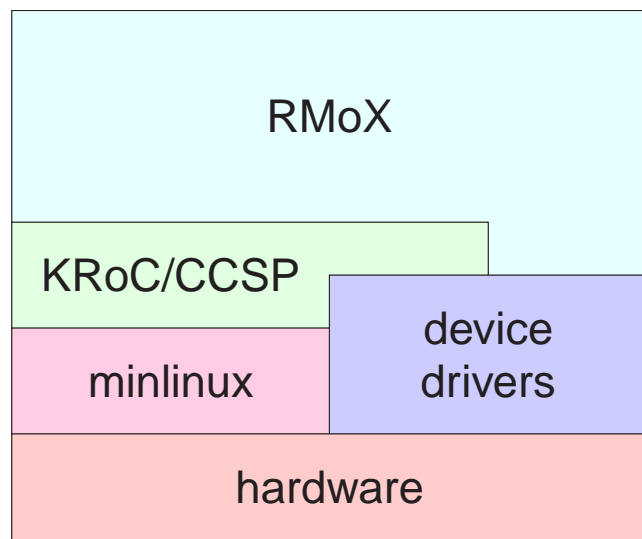 RMoX
KRoC/CCSP
device
drivers
minlinux
hardware